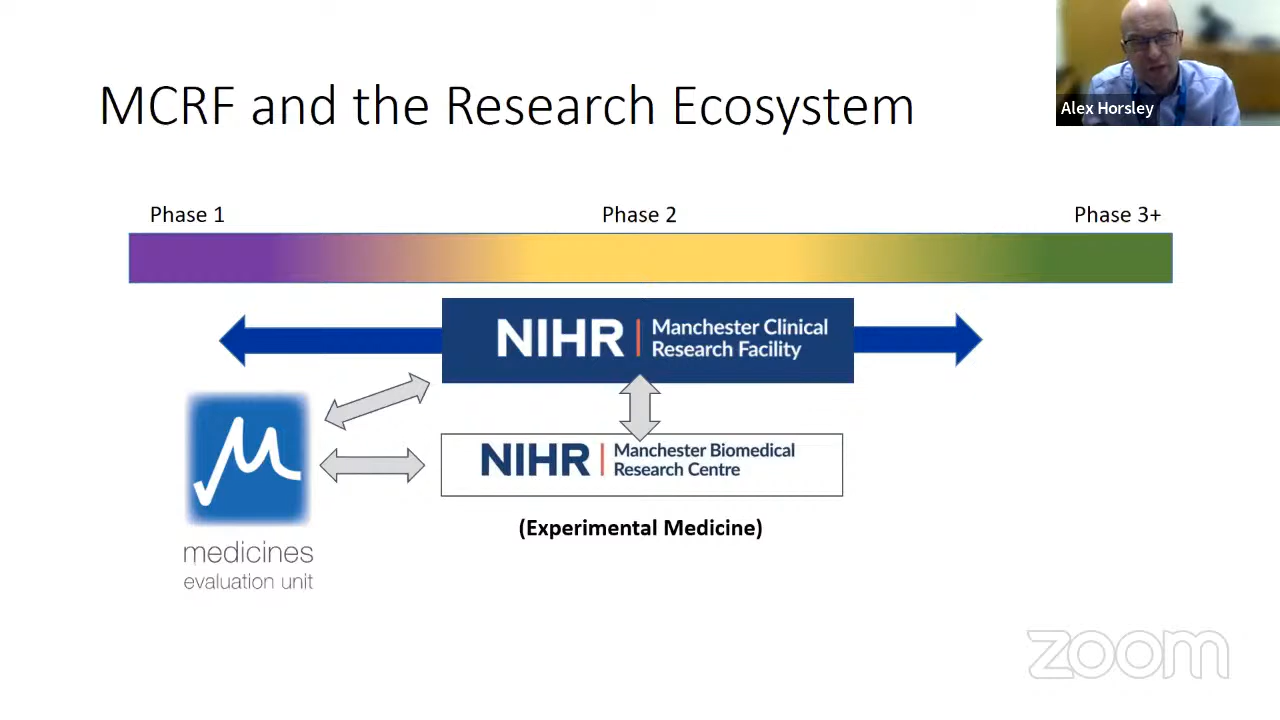 MCRF and the Research Ecosystem
Alex Horsley
Phase 1
Phase 2
Phase 3+
NIHR | Manchester Clinical
Research Facility
NIHR | Manchester Biomedical
Research Centre
(Experimental Medicine)
medicines
evaluation unit
zoom